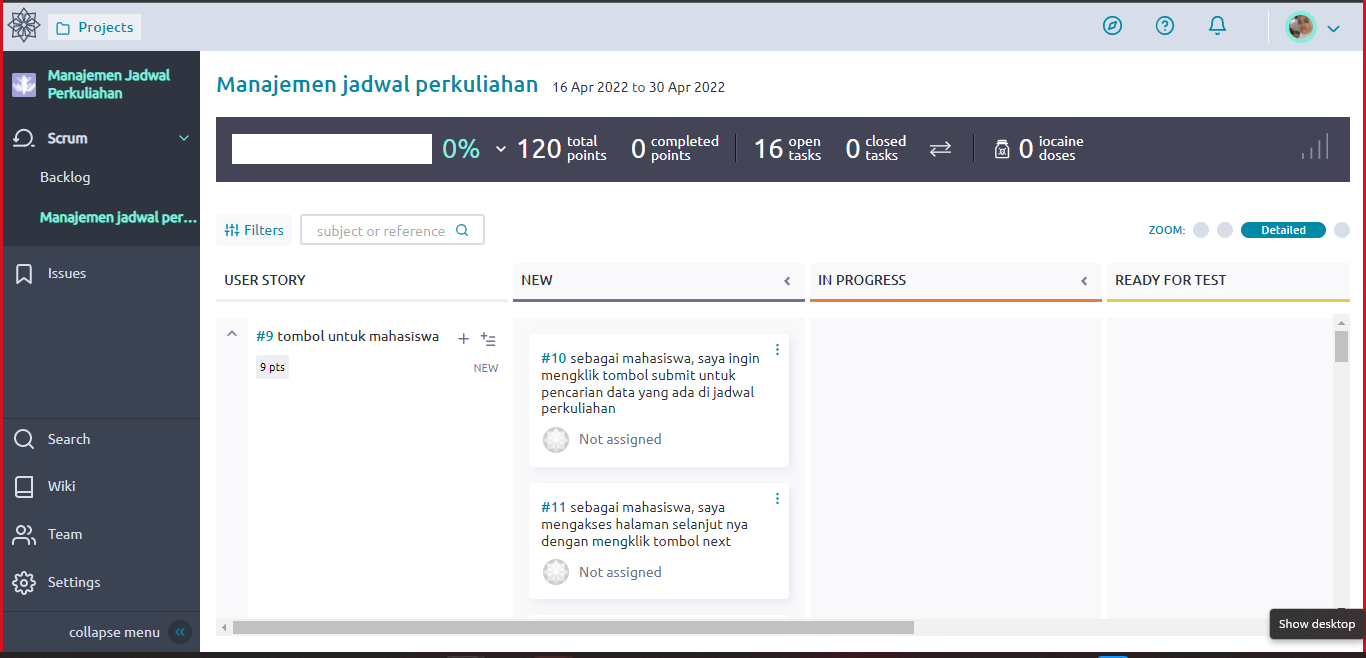 Projects
Manajemen Jadwal
Perkuliahan
Scrum
Backlog
Manajemen jadwal per...
Issues
Search
Wiki
Team
Settings
collapse menu
Manajemen jadwal perkuliahan 16 Apr 2022 to 30 Apr 2022
0% 120 total points 0 completed points 16 open tasks 0 closed tasks 0 iocaine doses
Filters subject or reference ZOOM: Detailed
USER STORY NEW IN PROGRESS READY FOR TEST
#9 tombol untuk mahasiswa
9 pts NEW
#10 sebagai mahasiswa, saya ingin
mengklik tombol submit untuk
pencarian data yang ada di jadwal
perkuliahan
Not assigned
#11 sebagai mahasiswa, saya
mengakses halaman selanjut nya
dengan mengklik tombol next
Not assigned
Show desktop